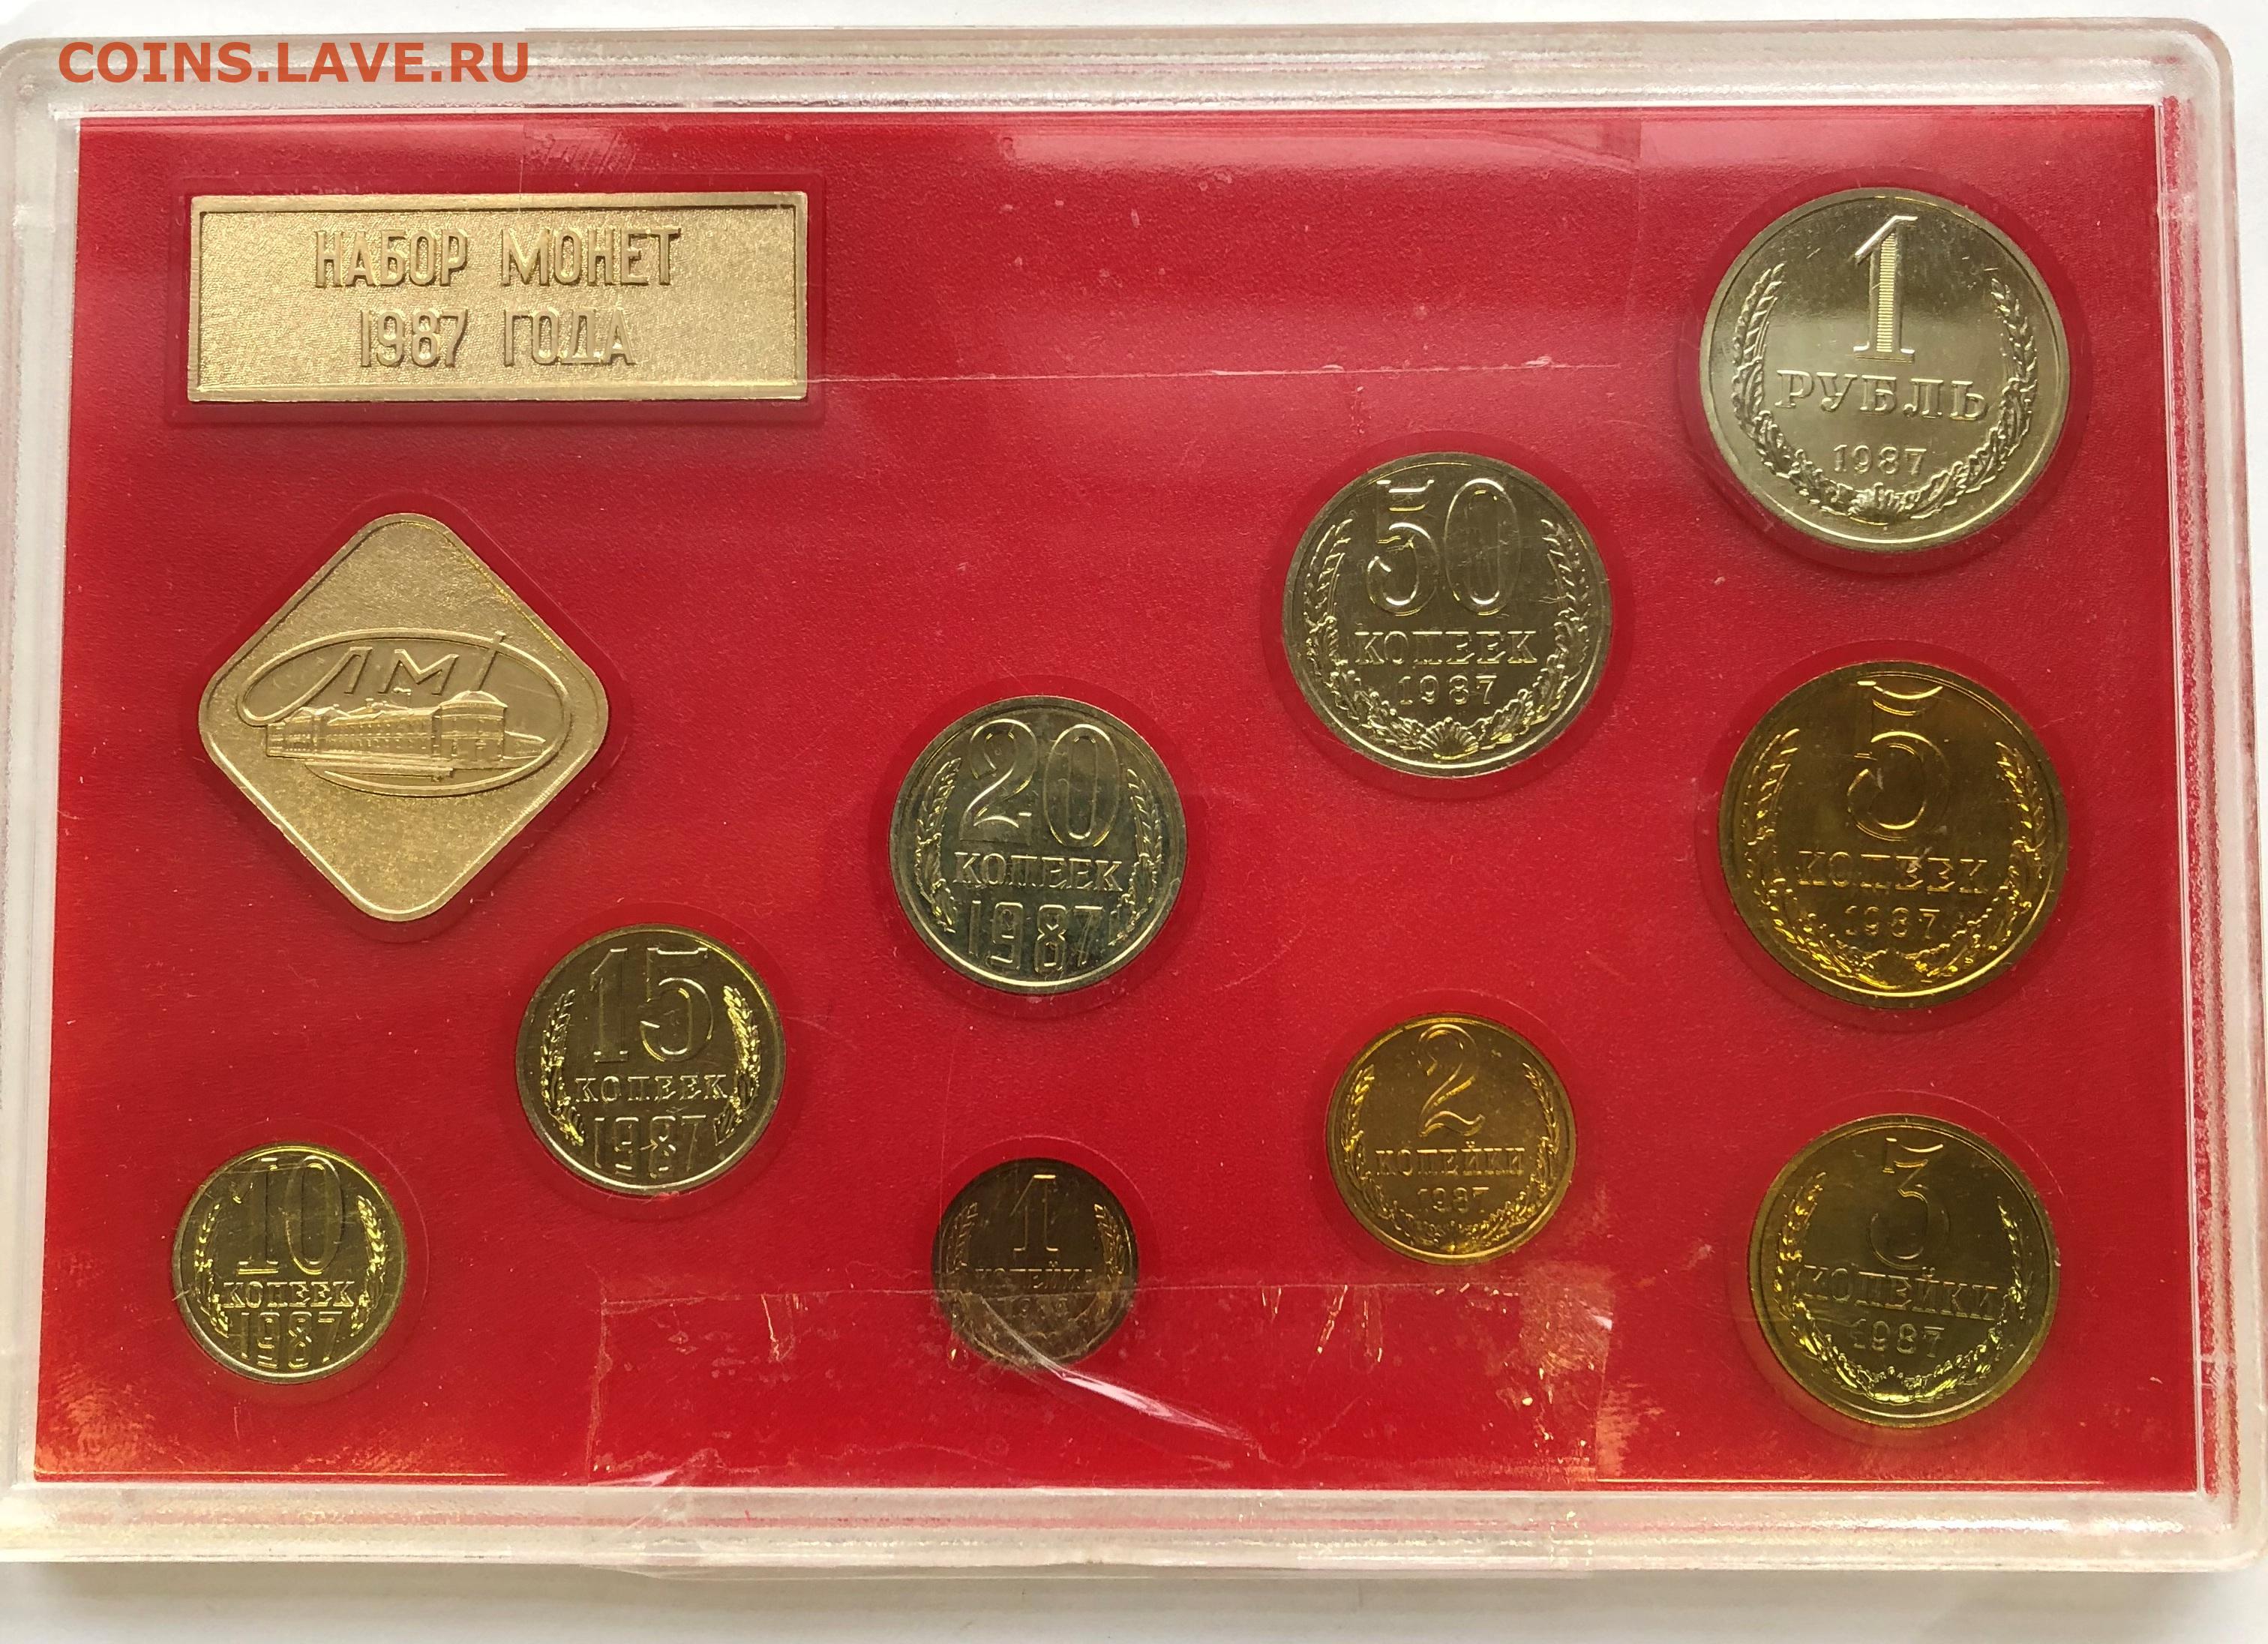 COINS.LAVE.RU
НАБОР МОНЕТ
1987 ГОДА
1
РУБЛЬ
1987
50
КОПЕЕК
1987
ЛМД
20
КОПЕЕК
1987
5
КОПЕЕК
1987
15
КОПЕЕК
1987
2
КОПЕЙКИ
1987
10
КОПЕЕК
1987
1
КОПЕЙКА
3
КОПЕЙКИ
1987